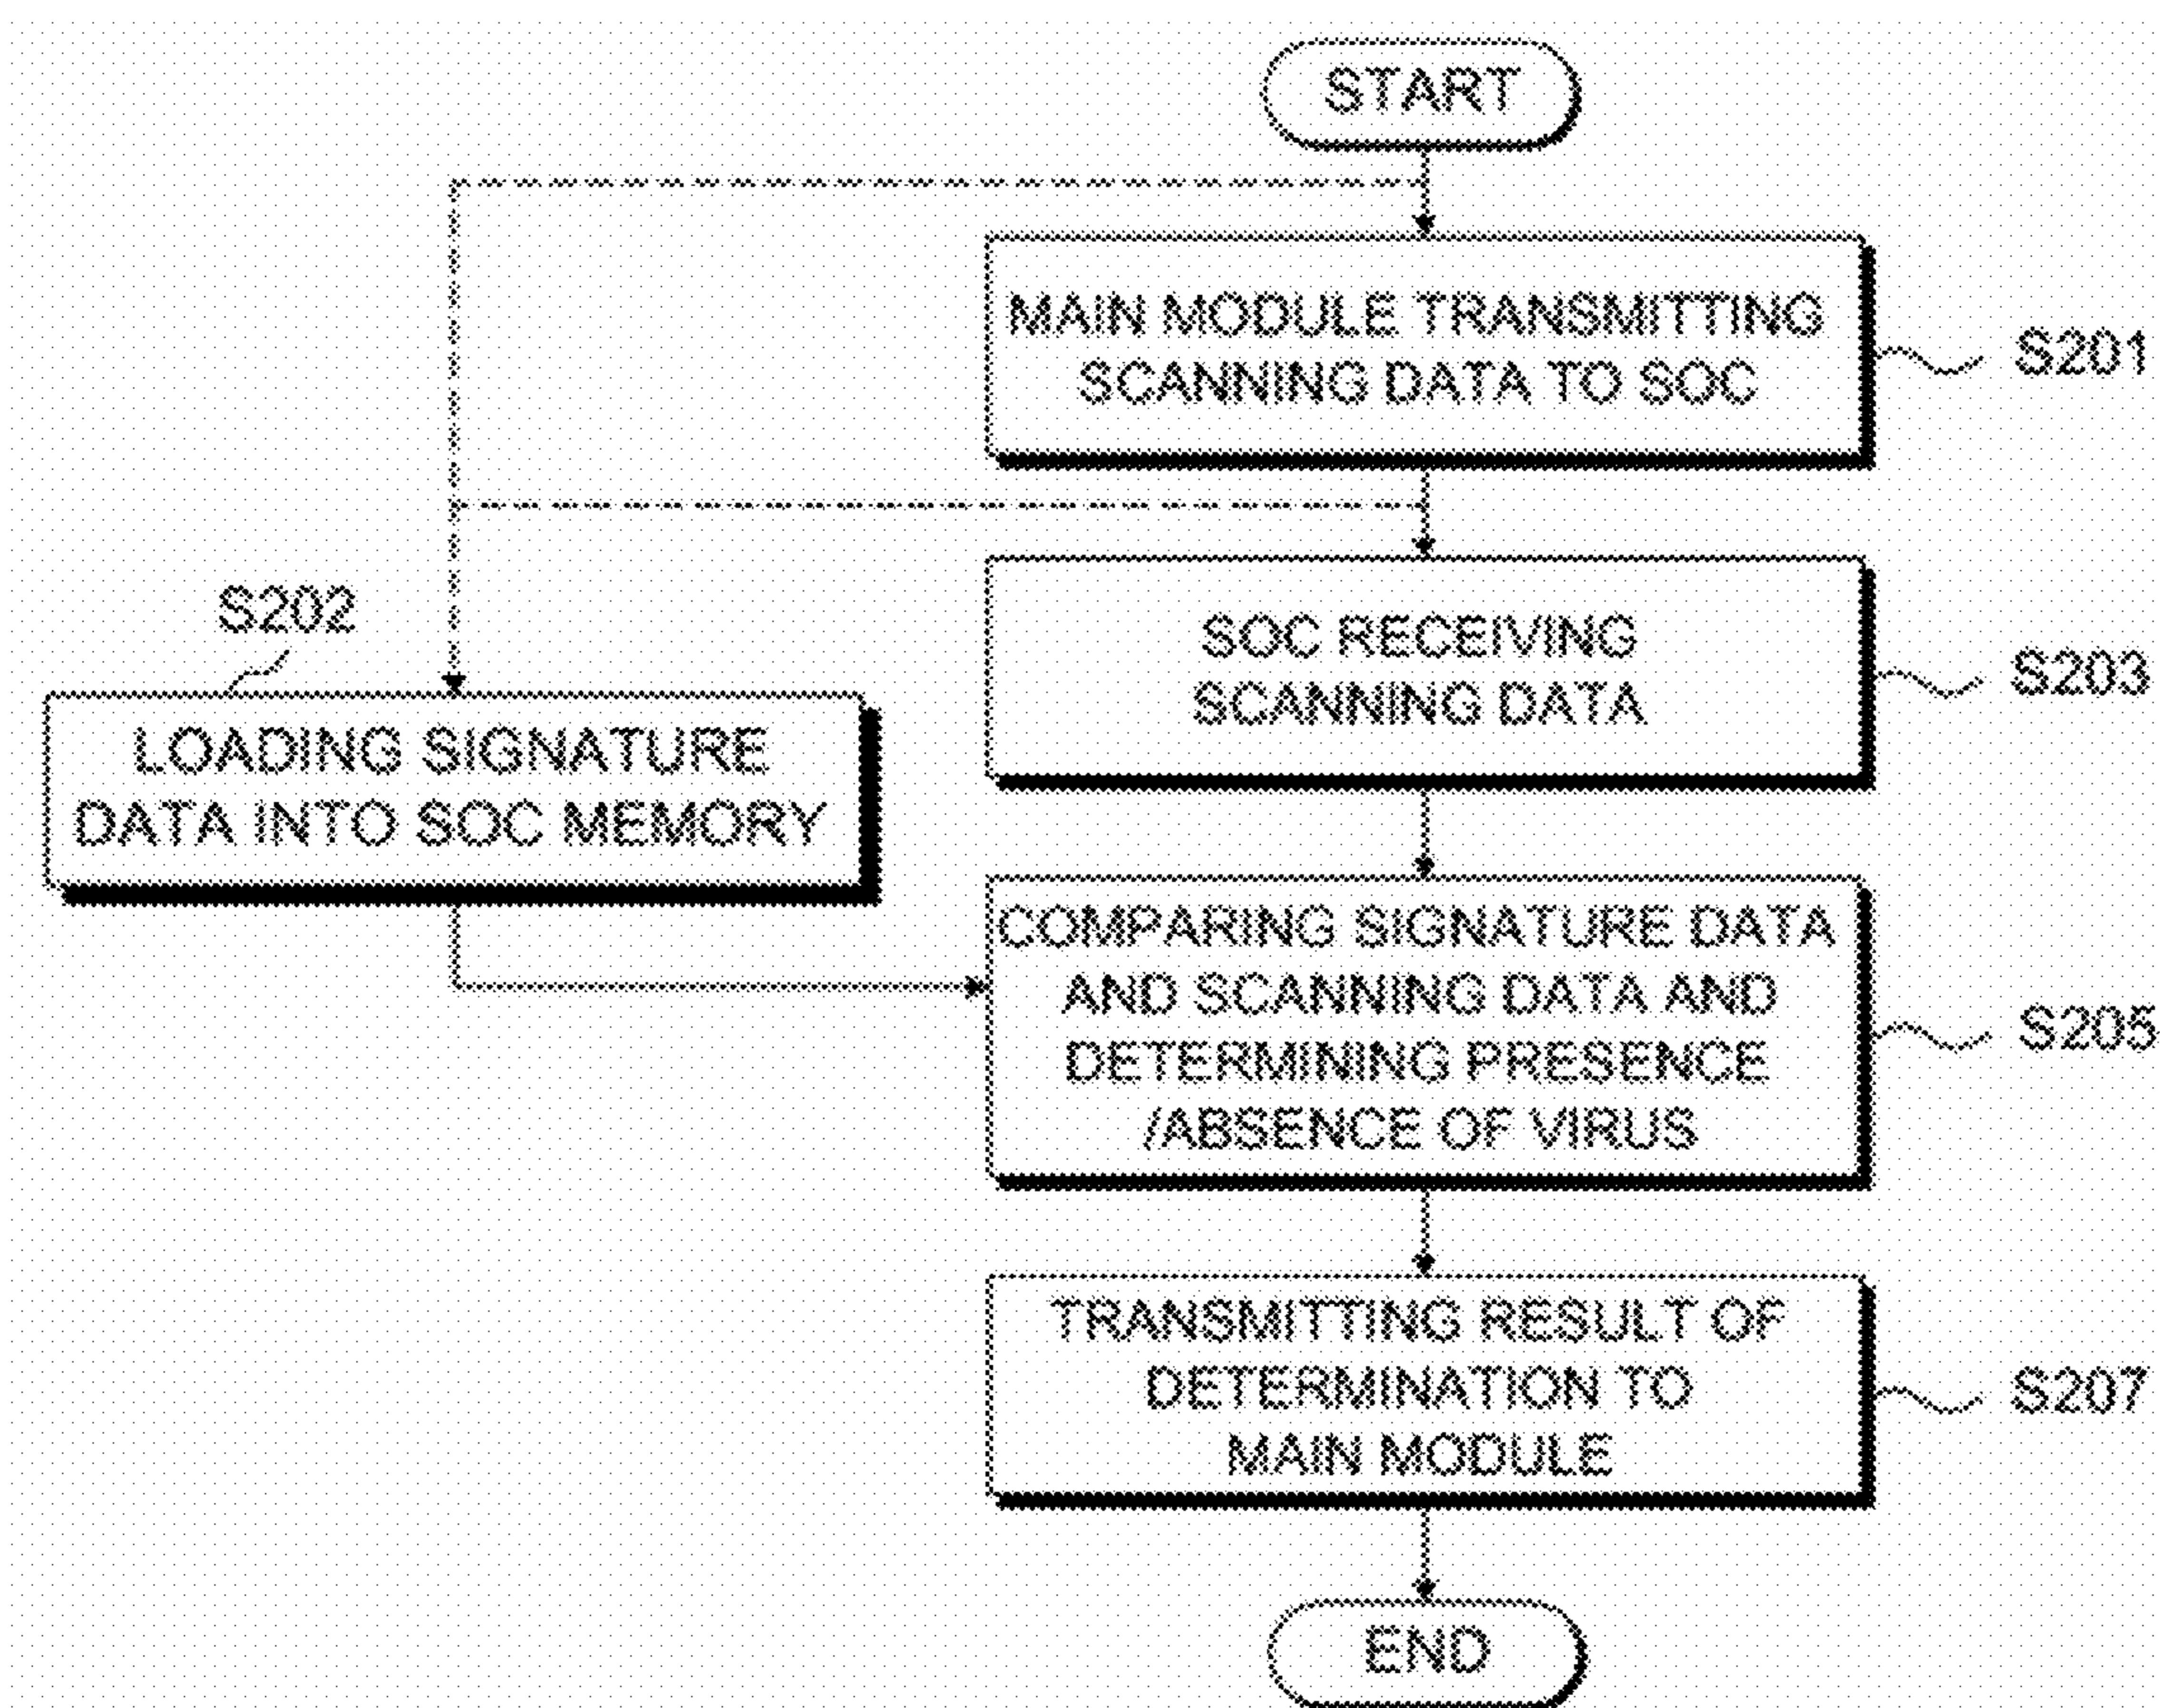 START
MAIN MODULE TRANSMITTING
SCANNING DATA TO SOC
S201
S202
LOADING SIGNATURE
DATA INTO SOC MEMORY
SOC RECEIVING
SCANNING DATA
S203
COMPARING SIGNATURE DATA
AND SCANNING DATA AND
DETERMINING PRESENCE
/ABSENCE OF VIRUS
S205
TRANSMITTING RESULT OF
DETERMINATION TO
MAIN MODULE
S207
END